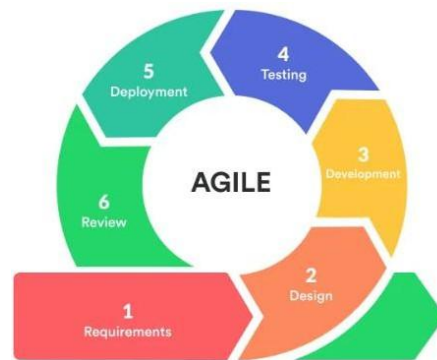 5
Deployment
4
Testing
AGILE
3
Development
6
Review
2
Design
1
Requirements